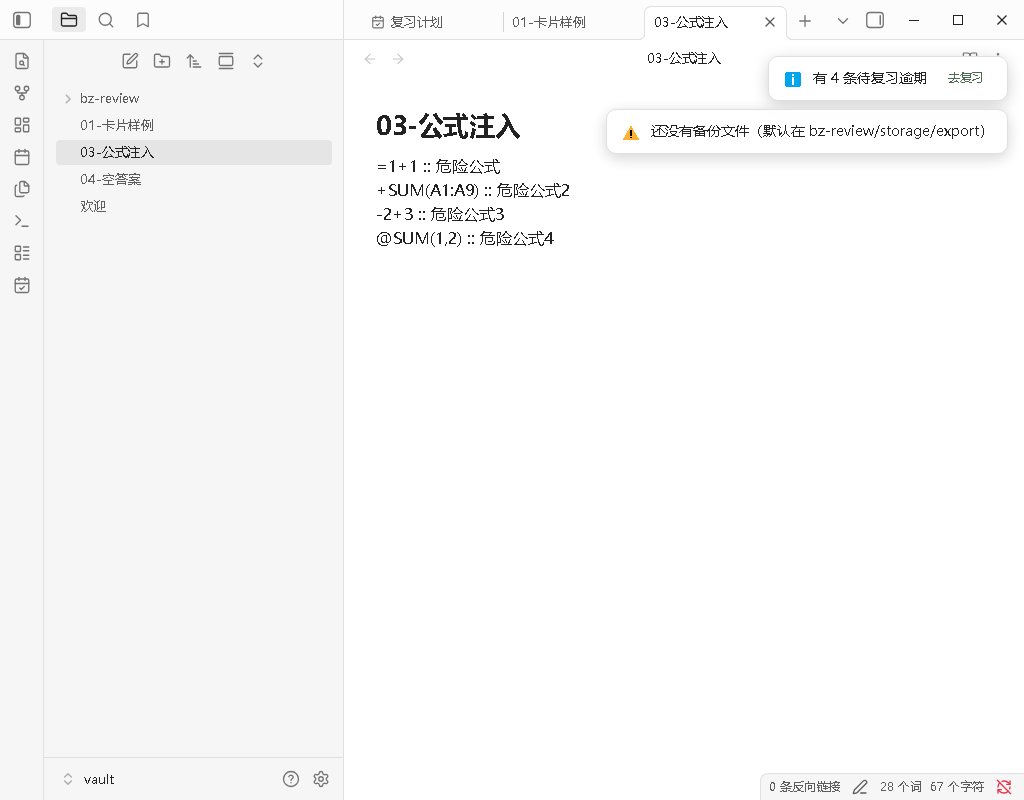 复习计划
01-卡片样例
03-公式注入
03-公式注入
有 4 条待复习逾期 去复习
还没有备份文件（默认在 bz-review/storage/export）
bz-review
01-卡片样例
03-公式注入
04-空答案
欢迎
03-公式注入
=1+1 :: 危险公式
+SUM(A1:A9) :: 危险公式2
-2+3 :: 危险公式3
@SUM(1,2) :: 危险公式4
vault
0 条反向链接 28 个词 67 个字符